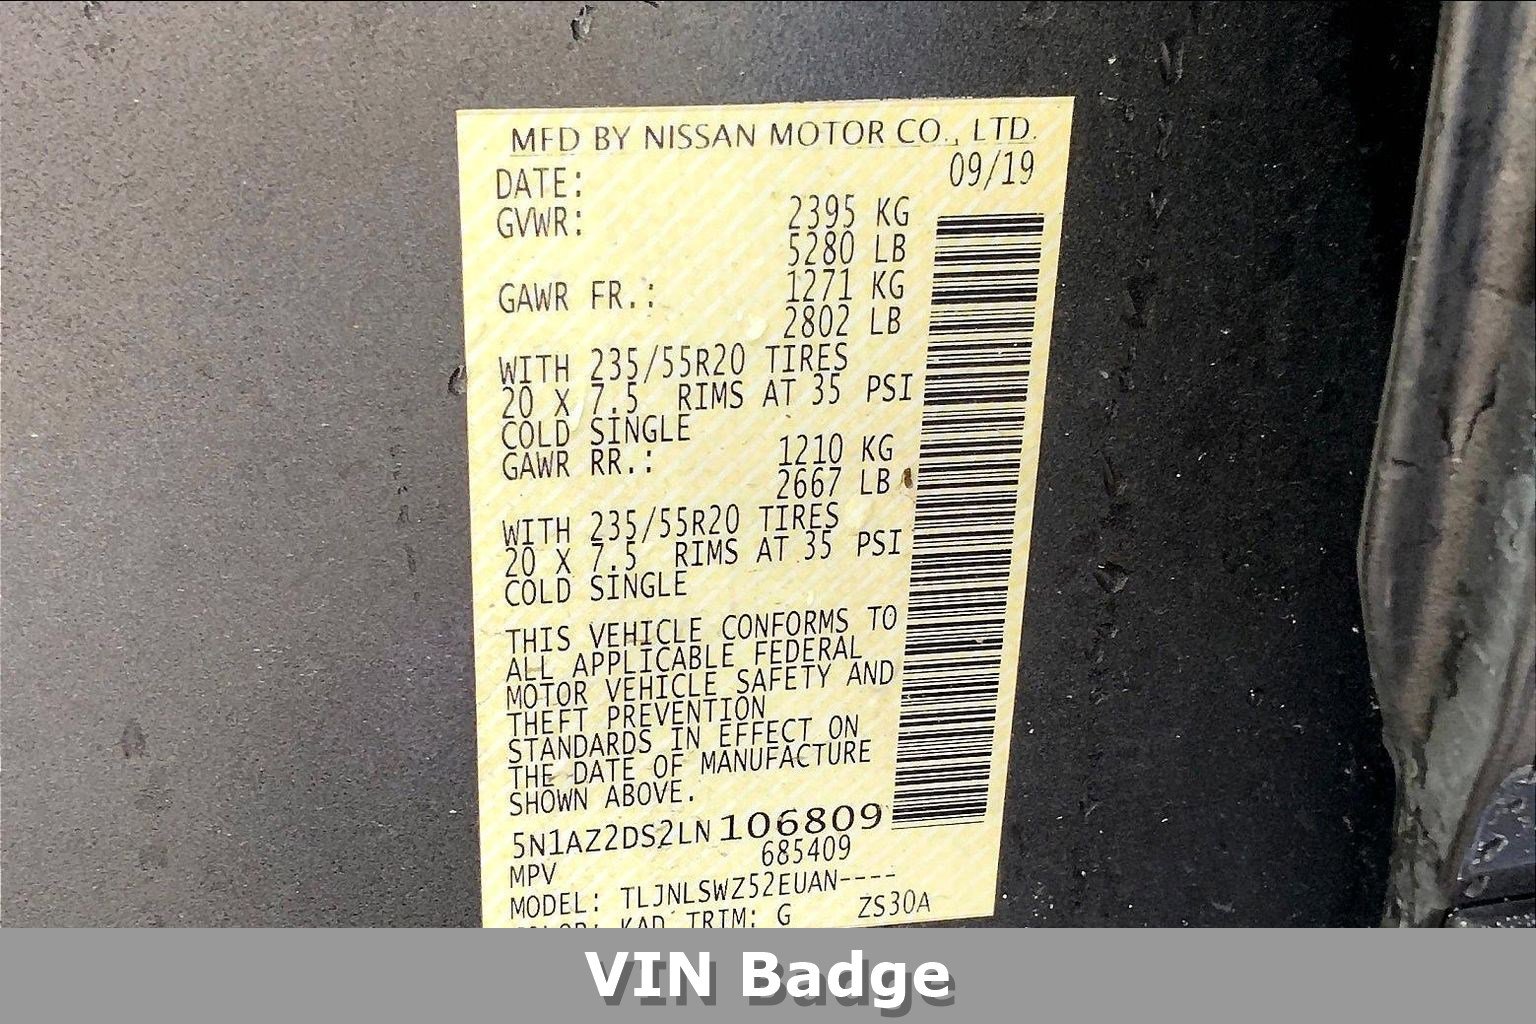 MFD BY NISSAN MOTOR CO., LTD.
DATE: 09/19
GVWR: 2395 KG
5280 LB
GAWR FR.: 1271 KG
2802 LB
WITH 235/55R20 TIRES
20 X 7.5 RIMS AT 35 PSI
COLD SINGLE
GAWR RR.: 1210 KG
2667 LB
WITH 235/55R20 TIRES
20 X 7.5 RIMS AT 35 PSI
COLD SINGLE
THIS VEHICLE CONFORMS TO
ALL APPLICABLE FEDERAL
MOTOR VEHICLE SAFETY AND
THEFT PREVENTION
STANDARDS IN EFFECT ON
THE DATE OF MANUFACTURE
SHOWN ABOVE.
5N1AZ2DS2LN106809
MPV 685409
MODEL: TLJNLSWZ52EUAN----
COLOR: KAD TRIM: G ZS30A
VIN Badge